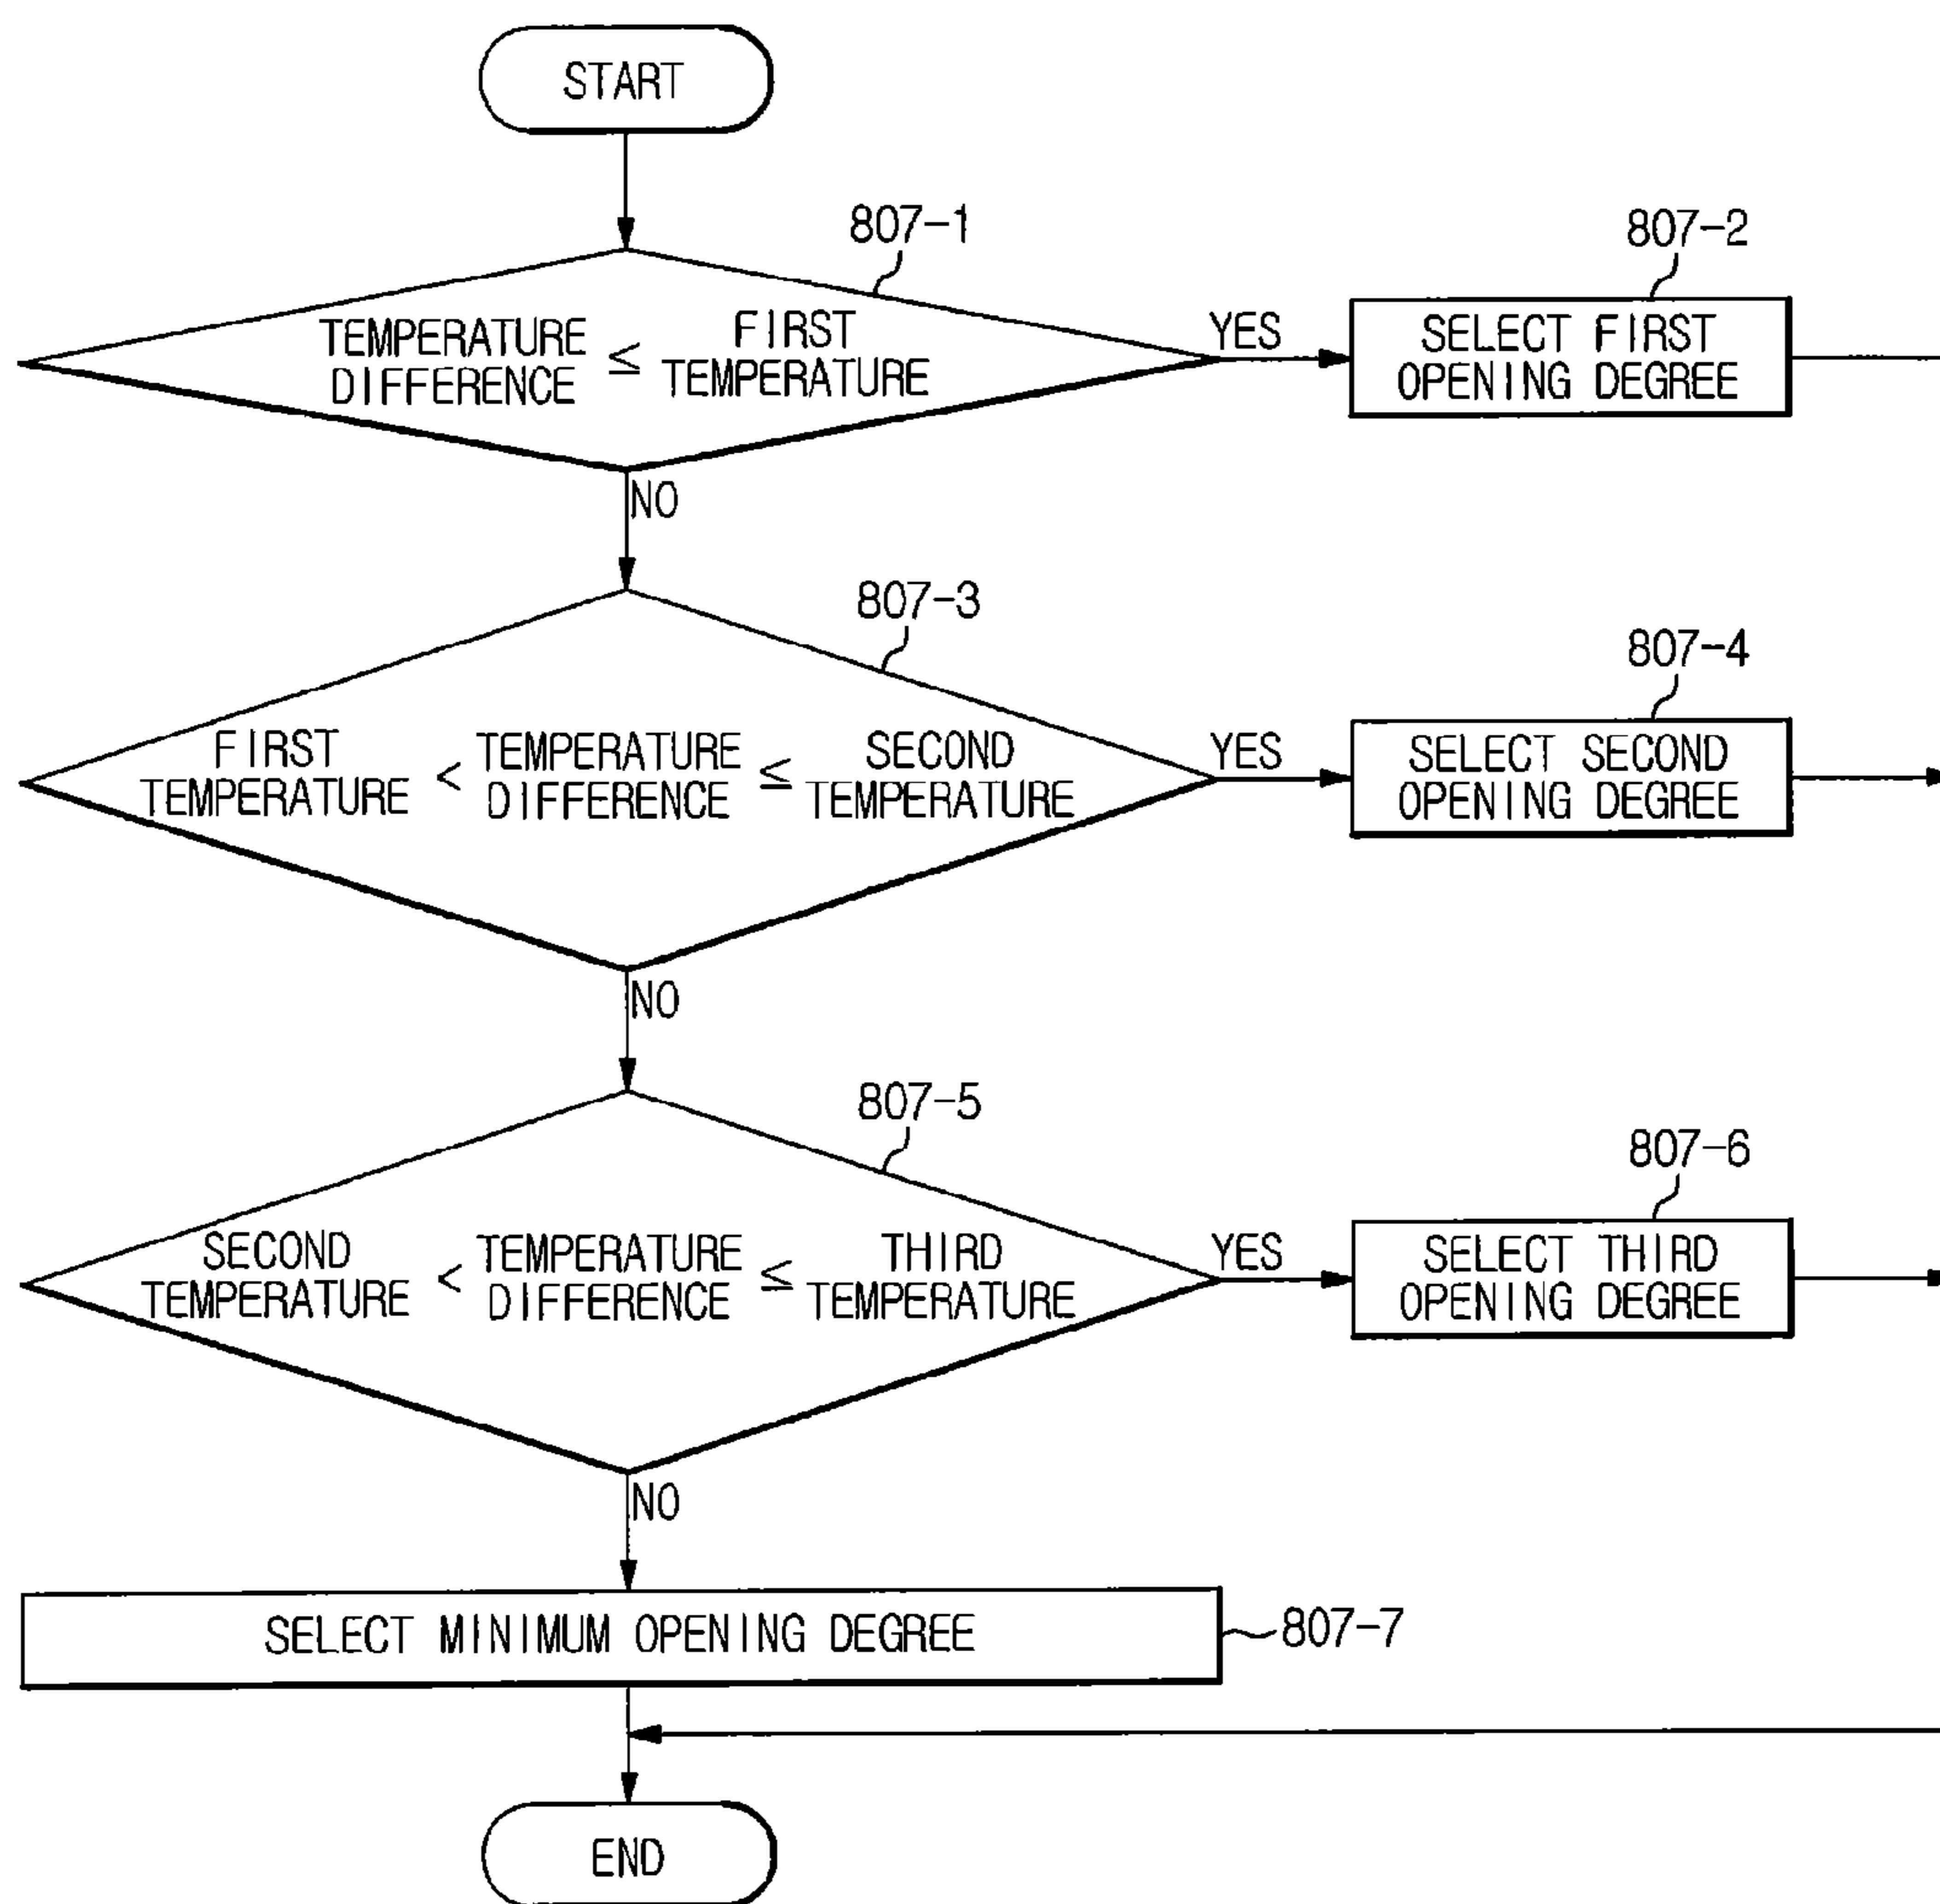 START
807-1
TEMPERATURE DIFFERENCE ≤ FIRST TEMPERATURE
YES
807-2
SELECT FIRST
OPENING DEGREE
NO
807-3
FIRST TEMPERATURE < TEMPERATURE DIFFERENCE ≤ SECOND TEMPERATURE
YES
807-4
SELECT SECOND
OPENING DEGREE
NO
807-5
SECOND TEMPERATURE < TEMPERATURE DIFFERENCE ≤ THIRD TEMPERATURE
YES
807-6
SELECT THIRD
OPENING DEGREE
NO
SELECT MINIMUM OPENING DEGREE
807-7
END